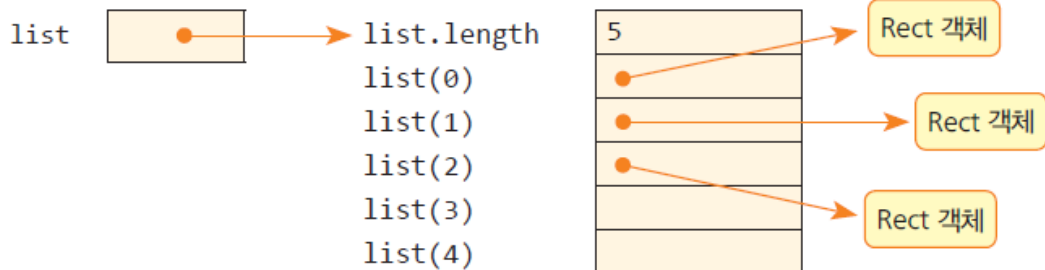 list
list.length
5
Rect 객체
list(0)
list(1)
Rect 객체
list(2)
list(3)
Rect 객체
list(4)